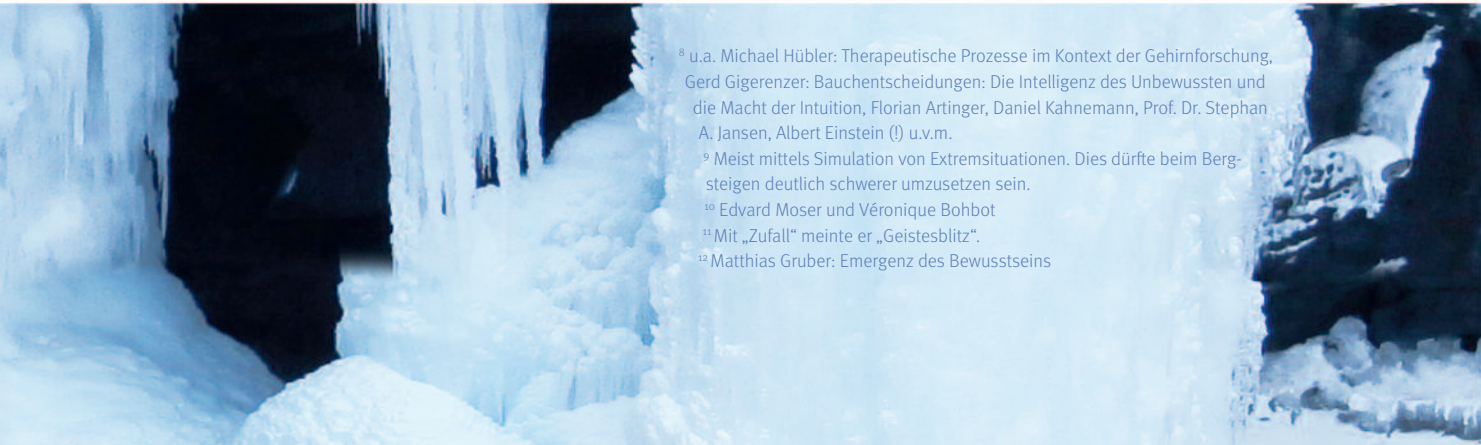 ⁸ u.a. Michael Hübler: Therapeutische Prozesse im Kontext der Gehirnforschung,
Gerd Gigerenzer: Bauchentscheidungen: Die Intelligenz des Unbewussten und
die Macht der Intuition, Florian Artinger, Daniel Kahnemann, Prof. Dr. Stephan
A. Jansen, Albert Einstein (!) u.v.m.
⁹ Meist mittels Simulation von Extremsituationen. Dies dürfte beim Berg-
steigen deutlich schwerer umzusetzen sein.
¹⁰ Edvard Moser und Véronique Bohbot
¹¹ Mit „Zufall“ meinte er „Geistesblitz“.
¹² Matthias Gruber: Emergenz des Bewusstseins